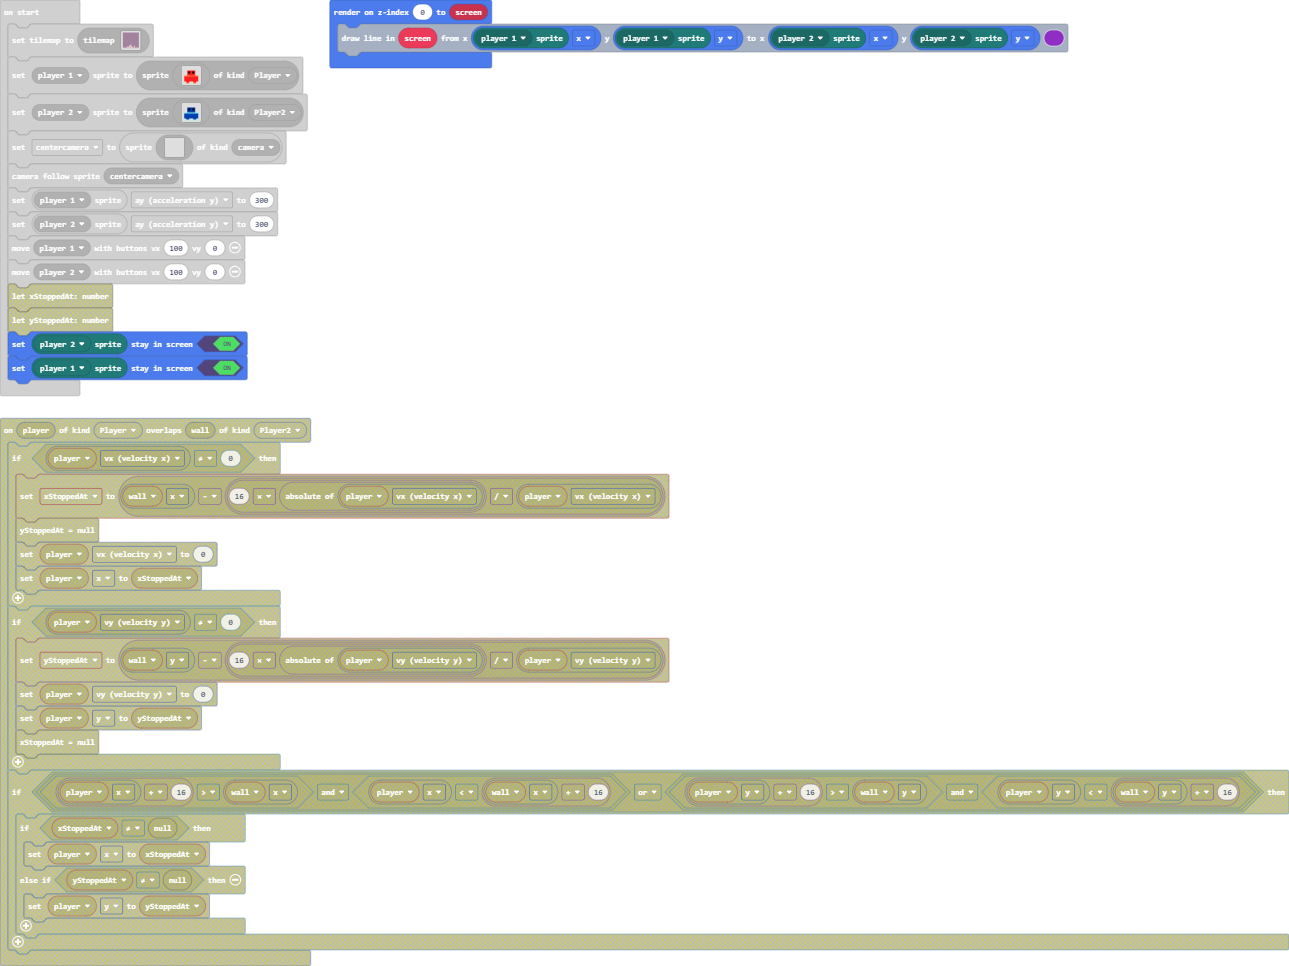 on start
set tilemap to tilemap
set player 1 sprite to sprite of kind Player
set player 2 sprite to sprite of kind Player2
set centercamera to sprite of kind camera
camera follow sprite centercamera
set player 1 sprite ay (acceleration y) to 300
set player 2 sprite ay (acceleration y) to 300
move player 1 with buttons vx 100 vy 0
move player 2 with buttons vx 100 vy 0
let xStoppedAt: number
let yStoppedAt: number
set player 2 sprite stay in screen ON
set player 1 sprite stay in screen ON
render on z-index 0 to screen
draw line in screen from x player 1 sprite x y player 1 sprite y to x player 2 sprite x y player 2 sprite y
on player of kind Player overlaps wall of kind Player2
if player vx (velocity x) ≠ 0 then
set xStoppedAt to wall x - 16 × absolute of player vx (velocity x) / player vx (velocity x)
yStoppedAt = null
set player vx (velocity x) to 0
set player x to xStoppedAt
if player vy (velocity y) ≠ 0 then
set yStoppedAt to wall y - 16 × absolute of player vy (velocity y) / player vy (velocity y)
set player vy (velocity y) to 0
set player y to yStoppedAt
xStoppedAt = null
if player x + 16 > wall x and player x < wall x + 16 or player y + 16 > wall y and player y < wall y + 16 then
if xStoppedAt ≠ null then
set player x to xStoppedAt
else if yStoppedAt ≠ null then
set player y to yStoppedAt